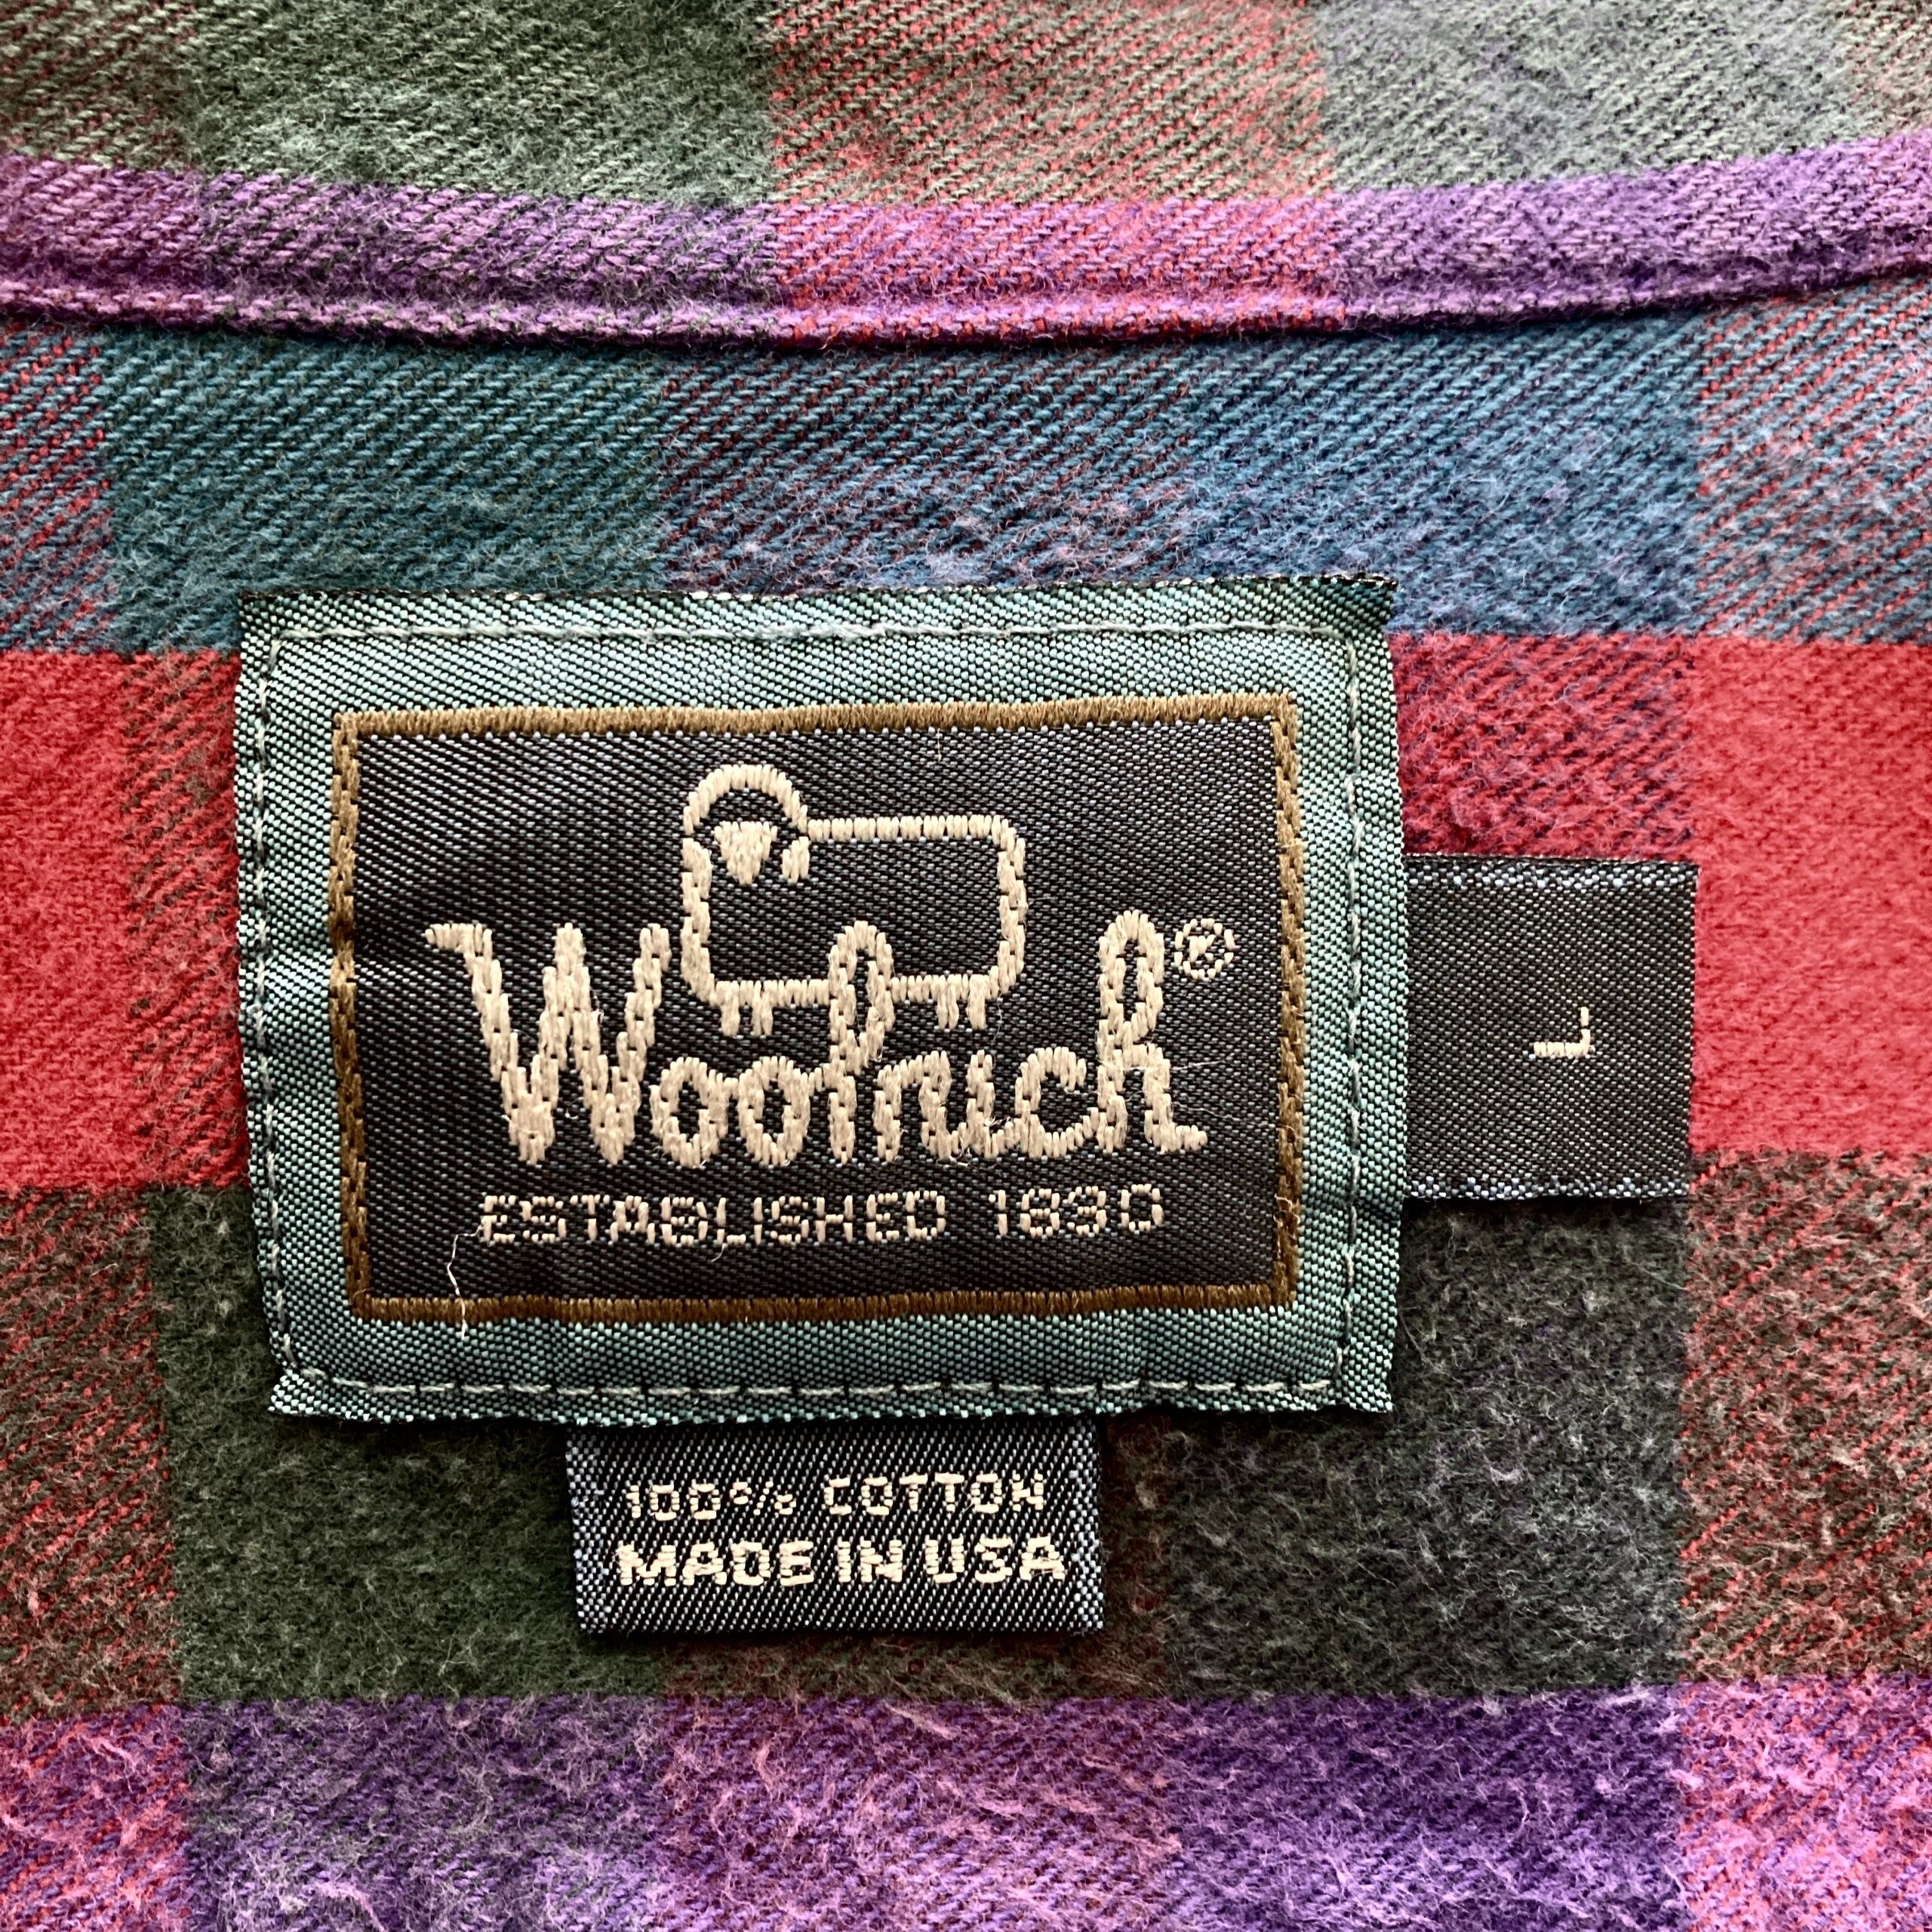 Woolrich®
ESTABLISHED 1830
L
100% COTTON
MADE IN USA